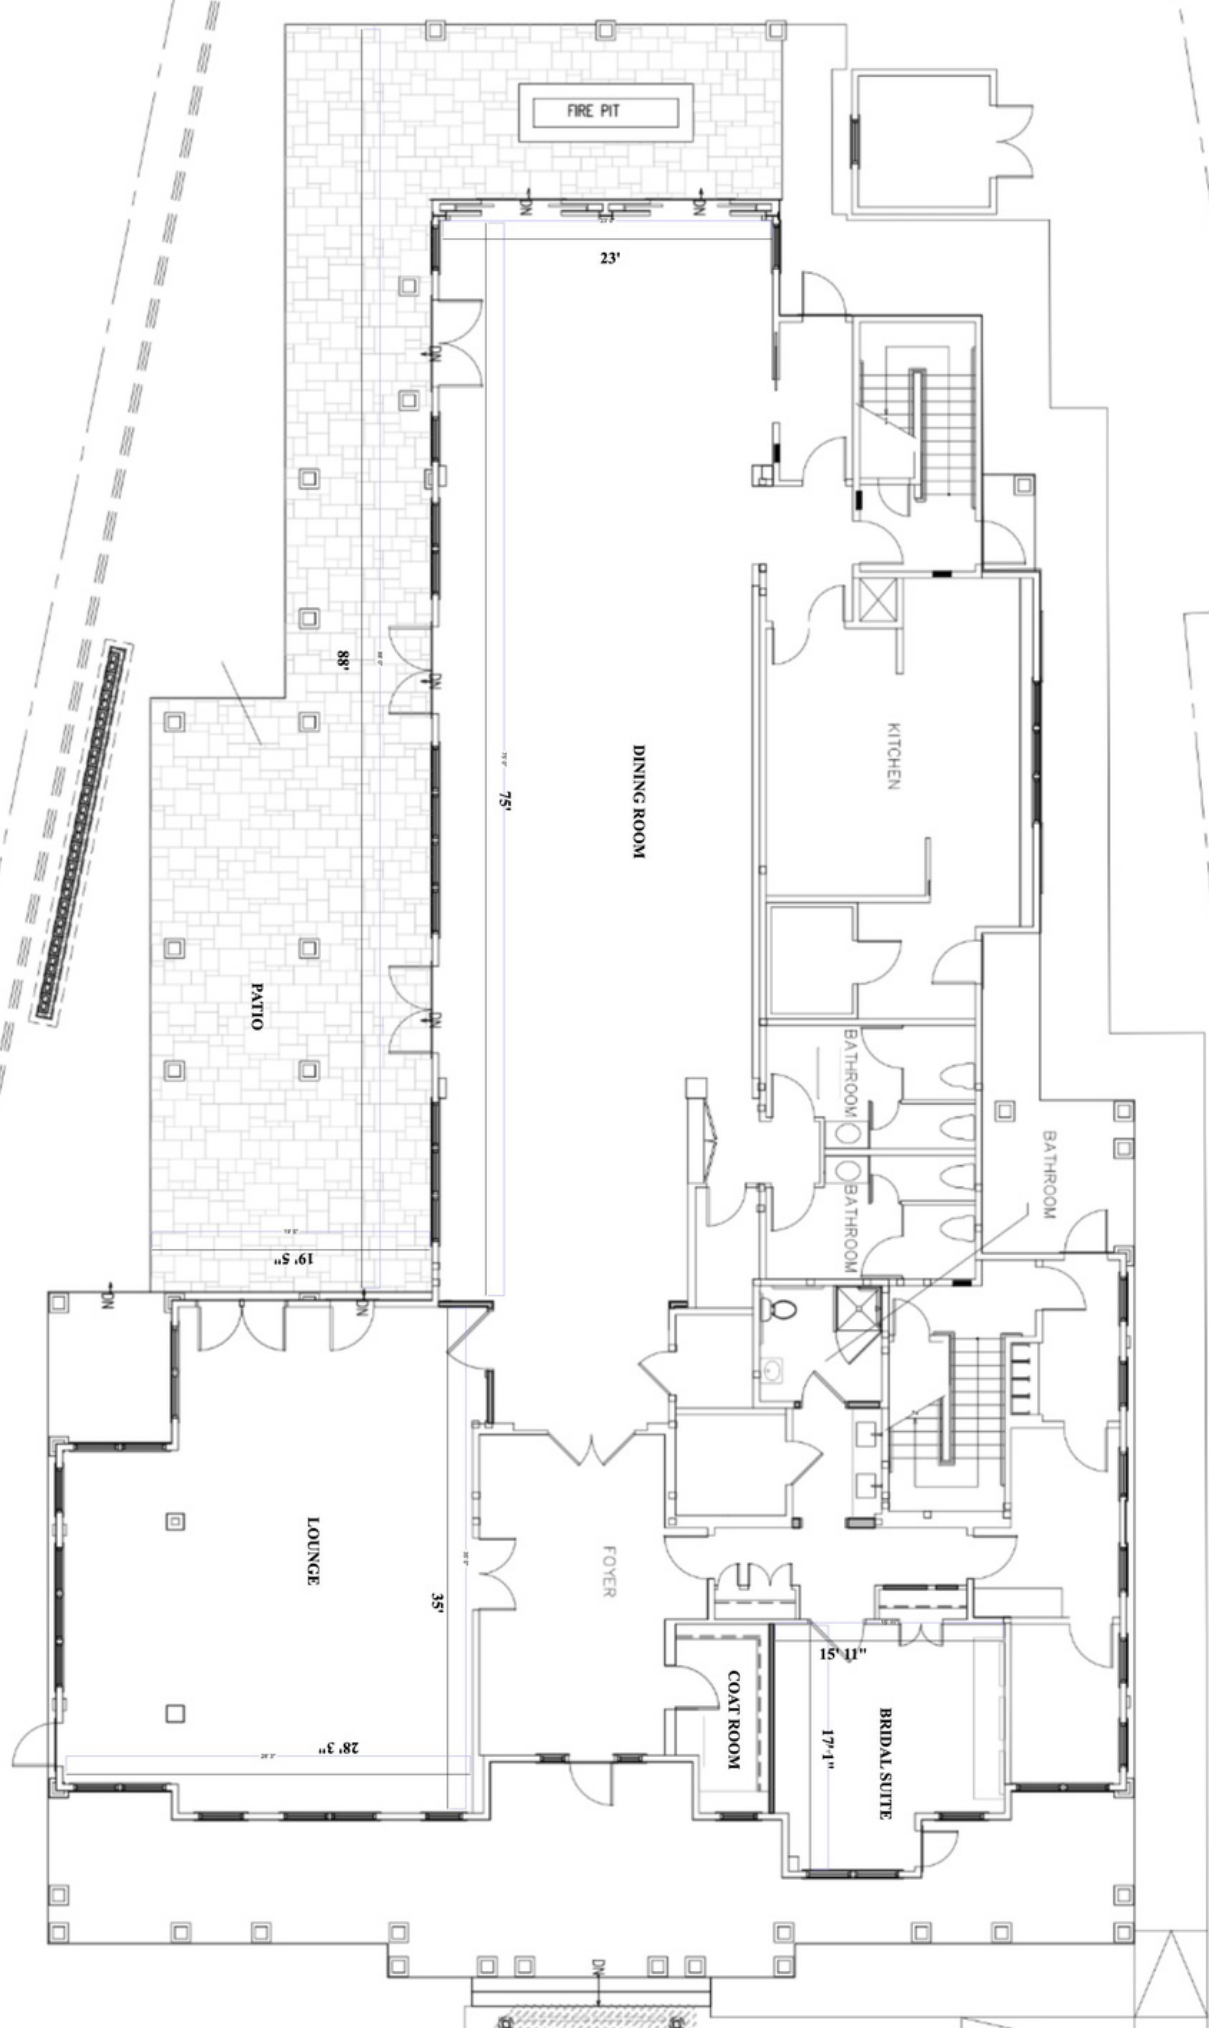 FIRE PIT
DN
DN
23'
DN
88'
DN
KITCHEN
DINING ROOM
75'
PATIO
DN
BATHROOM
BATHROOM
BATHROOM
19' 5"
DN
DN
LOUNGE
FOYER
35'
15' 11"
COAT ROOM
BRIDAL SUITE
17'-1"
28' 3"
DN